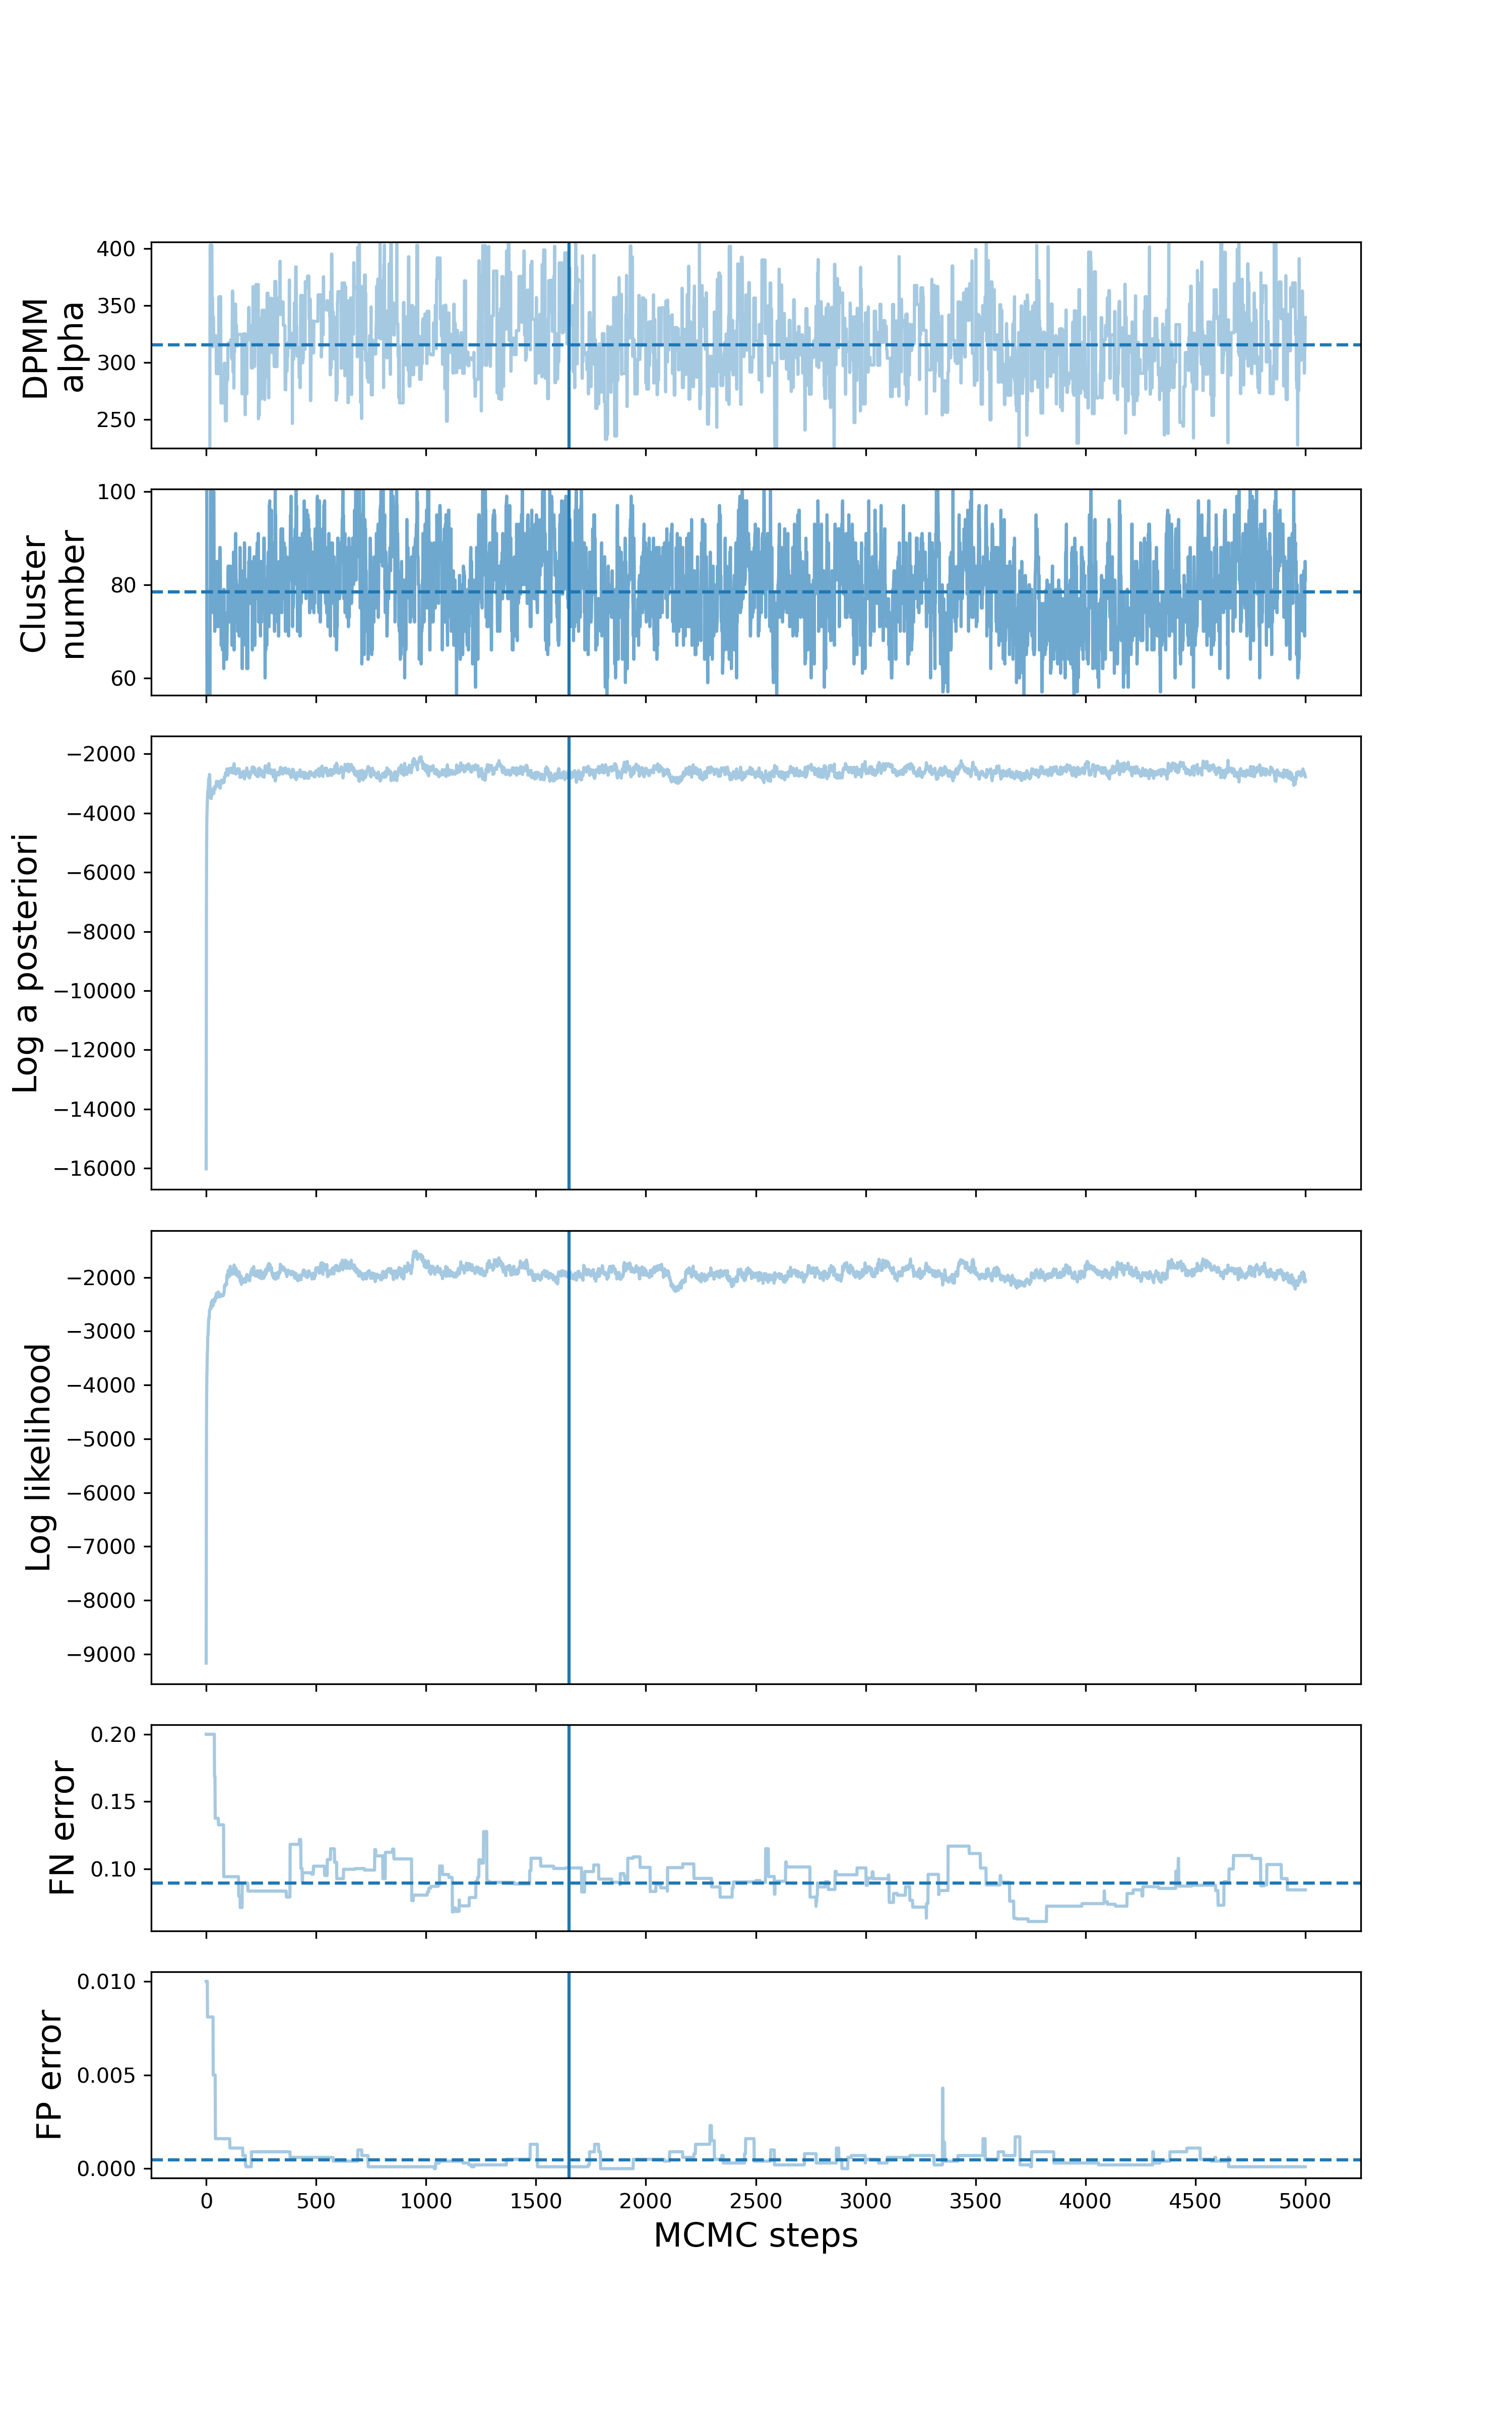 DPMM
alpha
400
350
300
250
Cluster
number
100
80
60
Log a posteriori
−2000
−4000
−6000
−8000
−10000
−12000
−14000
−16000
Log likelihood
−2000
−3000
−4000
−5000
−6000
−7000
−8000
−9000
FN error
0.20
0.15
0.10
FP error
0.010
0.005
0.000
0 500 1000 1500 2000 2500 3000 3500 4000 4500 5000
MCMC steps